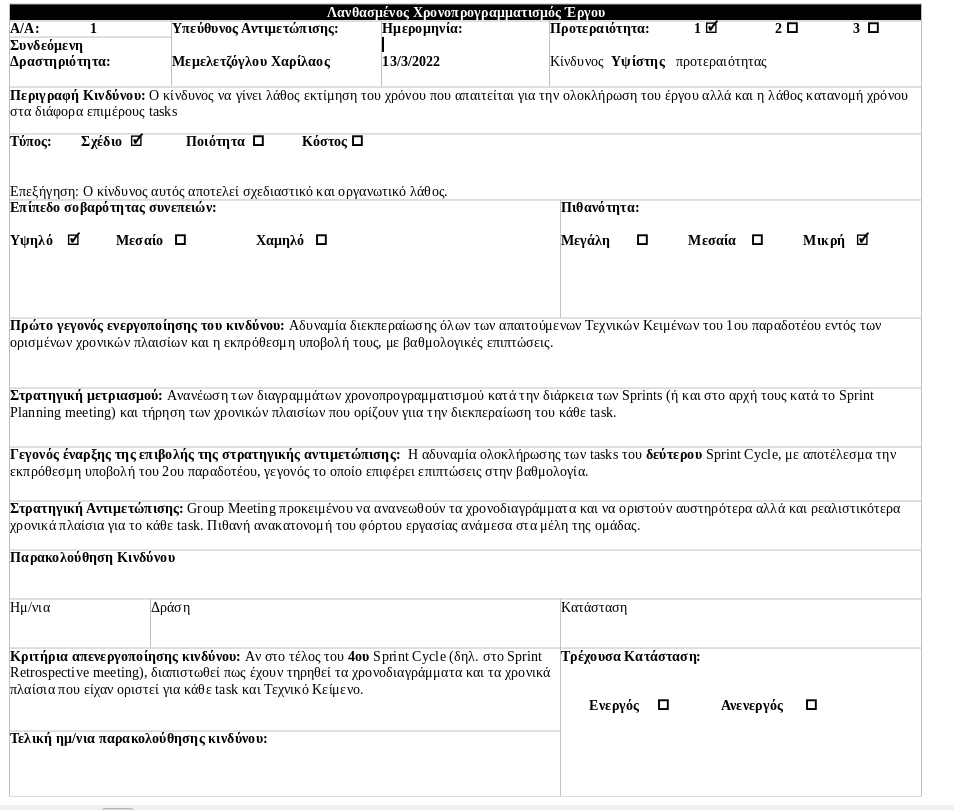 Λανθασμένος Χρονοπρογραμματισμός Έργου
Α/Α: 1 Υπεύθυνος Αντιμετώπισης: Ημερομηνία: Προτεραιότητα: 1 ☑ 2 ☐ 3 ☐
Συνδεόμενη
Δραστηριότητα: Μεμελετζόγλου Χαρίλαος 13/3/2022 Κίνδυνος Υψίστης προτεραιότητας
Περιγραφή Κινδύνου: Ο κίνδυνος να γίνει λάθος εκτίμηση του χρόνου που απαιτείται για την ολοκλήρωση του έργου αλλά και η λάθος κατανομή χρόνου
στα διάφορα επιμέρους tasks
Τύπος: Σχέδιο ☑ Ποιότητα ☐ Κόστος ☐
Επεξήγηση: Ο κίνδυνος αυτός αποτελεί σχεδιαστικό και οργανωτικό λάθος.
Επίπεδο σοβαρότητας συνεπειών: Πιθανότητα:
Υψηλό ☑ Μεσαίο ☐ Χαμηλό ☐ Μεγάλη ☐ Μεσαία ☐ Μικρή ☑
Πρώτο γεγονός ενεργοποίησης του κινδύνου: Αδυναμία διεκπεραίωσης όλων των απαιτούμενων Τεχνικών Κειμένων του 1ου παραδοτέου εντός των
ορισμένων χρονικών πλαισίων και η εκπρόθεσμη υποβολή τους, με βαθμολογικές επιπτώσεις.
Στρατηγική μετριασμού: Ανανέωση των διαγραμμάτων χρονοπρογραμματισμού κατά την διάρκεια των Sprints (ή και στο αρχή τους κατά το Sprint
Planning meeting) και τήρηση των χρονικών πλαισίων που ορίζουν γιια την διεκπεραίωση του κάθε task.
Γεγονός έναρξης της επιβολής της στρατηγικής αντιμετώπισης: Η αδυναμία ολοκλήρωσης των tasks του δεύτερου Sprint Cycle, με αποτέλεσμα την
εκπρόθεσμη υποβολή του 2ου παραδοτέου, γεγονός το οποίο επιφέρει επιπτώσεις στην βαθμολογία.
Στρατηγική Αντιμετώπισης: Group Meeting προκειμένου να ανανεωθούν τα χρονοδιαγράμματα και να οριστούν αυστηρότερα αλλά και ρεαλιστικότερα
χρονικά πλαίσια για το κάθε task. Πιθανή ανακατονομή του φόρτου εργασίας ανάμεσα στα μέλη της ομάδας.
Παρακολούθηση Κινδύνου
Ημ/νια Δράση Κατάσταση
Κριτήρια απενεργοποίησης κινδύνου: Αν στο τέλος του 4ου Sprint Cycle (δηλ. στο Sprint Τρέχουσα Κατάσταση:
Retrospective meeting), διαπιστωθεί πως έχουν τηρηθεί τα χρονοδιαγράμματα και τα χρονικά
πλαίσια που είχαν οριστεί για κάθε task και Τεχνικό Κείμενο.
Ενεργός ☐ Ανενεργός ☐
Τελική ημ/νια παρακολούθησης κινδύνου: